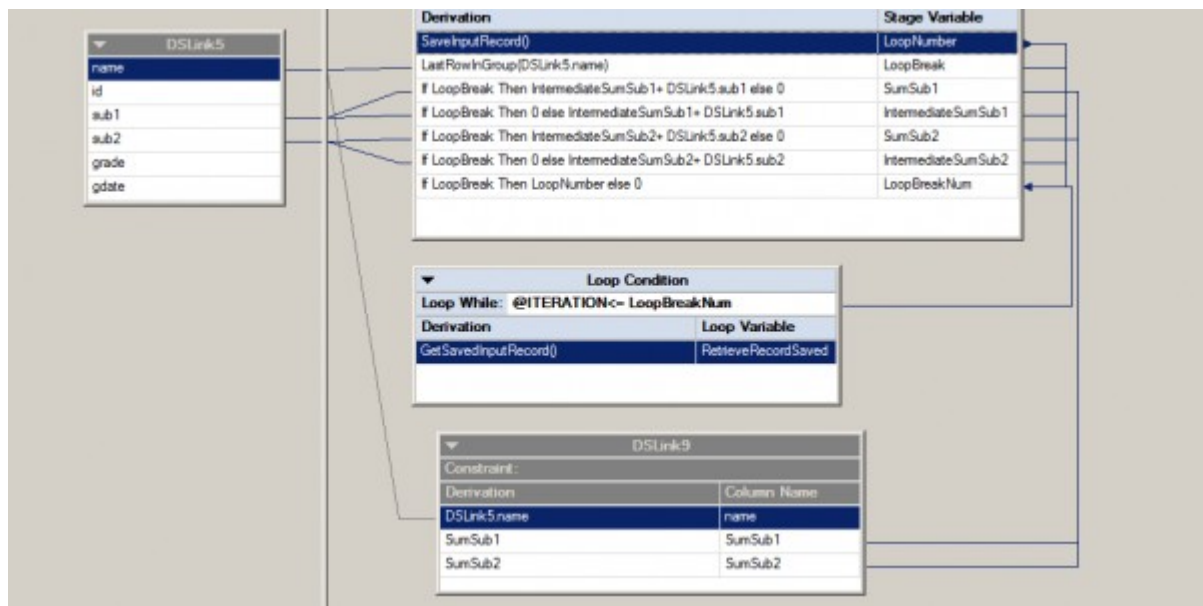 DSLink5
name
id
sub1
sub2
grade
gdate
Derivation Stage Variable
SaveInputRecord() LoopNumber
LastRowInGroup(DSLink5.name) LoopBreak
If LoopBreak Then IntermediateSumSub1+ DSLink5.sub1 else 0 SumSub1
If LoopBreak Then 0 else IntermediateSumSub1+ DSLink5.sub1 IntermediateSumSub1
If LoopBreak Then IntermediateSumSub2+ DSLink5.sub2 else 0 SumSub2
If LoopBreak Then 0 else IntermediateSumSub2+ DSLink5.sub2 IntermediateSumSub2
If LoopBreak Then LoopNumber else 0 LoopBreakNum
Loop Condition
Loop While: @ITERATION<= LoopBreakNum
Derivation Loop Variable
GetSavedInputRecord() RetrieveRecordSaved
DSLink9
Constraint:
Derivation Column Name
DSLink5.name name
SumSub1 SumSub1
SumSub2 SumSub2